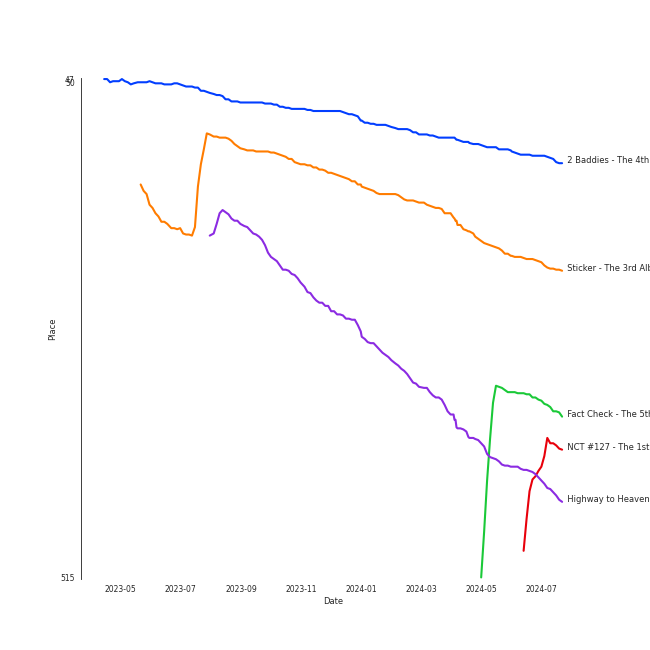 47
50
2 Baddies - The 4th
Sticker - The 3rd Alb
Place
Fact Check - The 5th
NCT #127 - The 1st
Highway to Heaven
515
2023-05 2023-07 2023-09 2023-11 2024-01 2024-03 2024-05 2024-07
Date